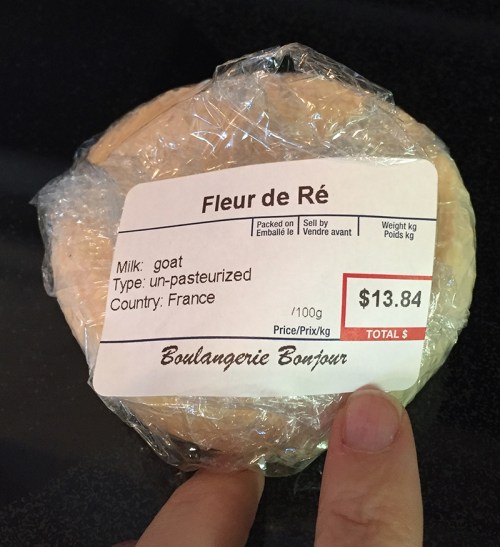 Fleur de Ré
Packed on Sell by Weight kg
Emballé le Vendre avant Poids kg
Milk: goat
Type: un-pasteurized
Country: France
$13.84
/100g
Price/Prix/kg TOTAL $
Boulangerie Bonjour